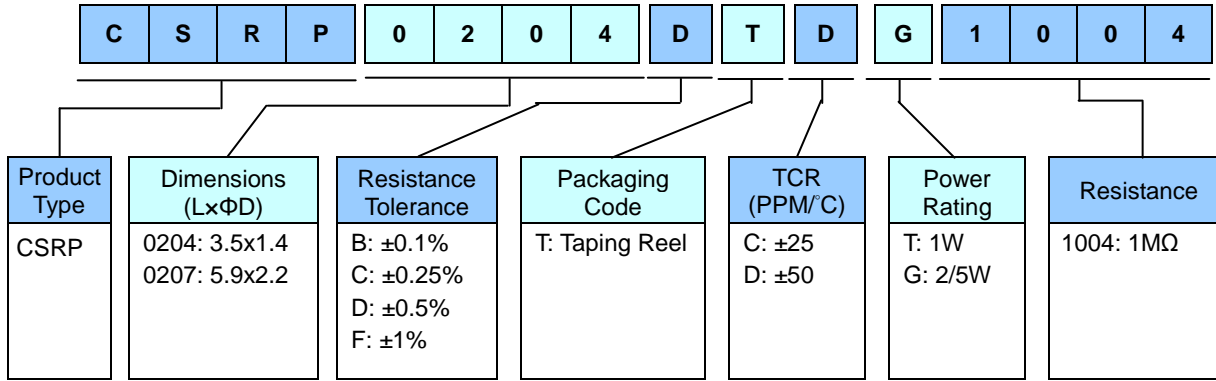 C S R P 0 2 0 4 D T D G 1 0 0 4
Product
Type
CSRP
Dimensions
(L×ΦD)
0204: 3.5x1.4
0207: 5.9x2.2
Resistance
Tolerance
B: ±0.1%
C: ±0.25%
D: ±0.5%
F: ±1%
Packaging
Code
T: Taping Reel
TCR
(PPM/°C)
C: ±25
D: ±50
Power
Rating
T: 1W
G: 2/5W
Resistance
1004: 1MΩ